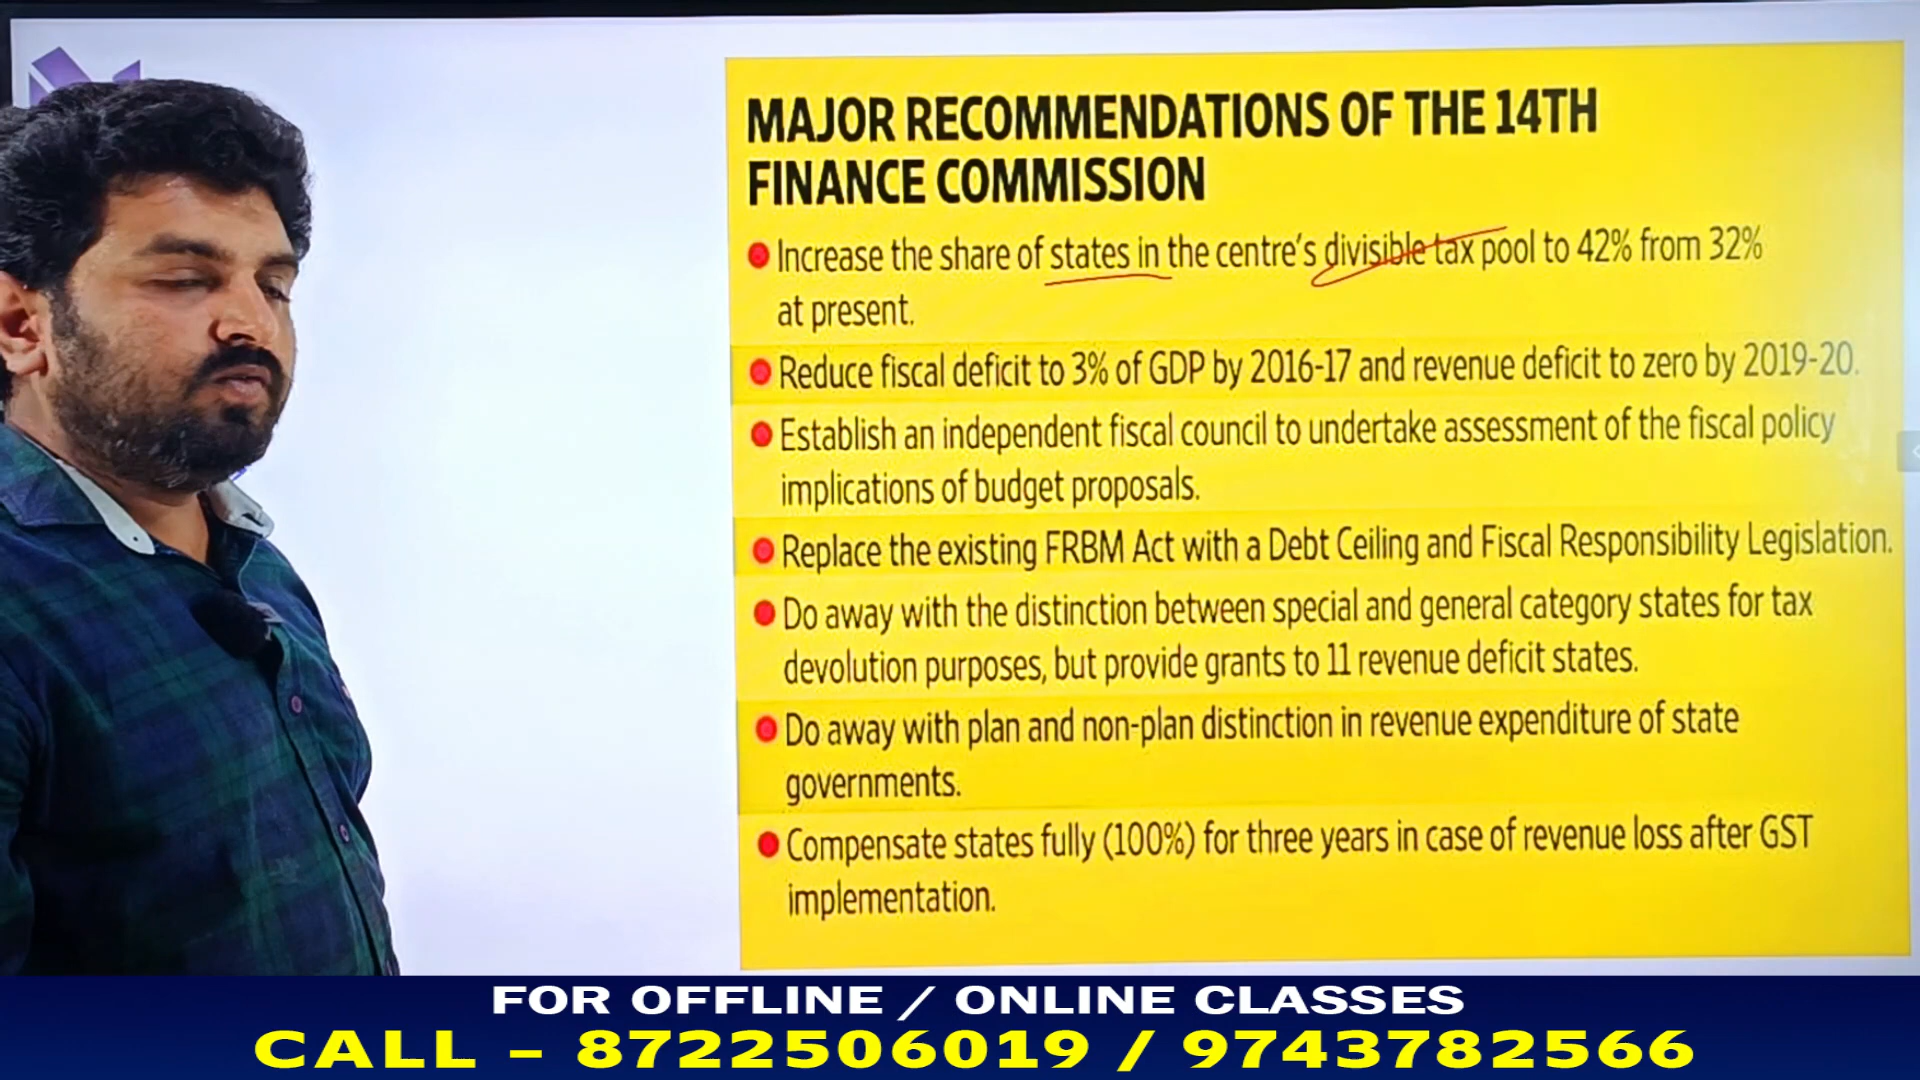 MAJOR RECOMMENDATIONS OF THE 14TH
FINANCE COMMISSION
Increase the share of states in the centre's divisible tax pool to 42% from 32%
at present.
Reduce fiscal deficit to 3% of GDP by 2016-17 and revenue deficit to zero by 2019-20.
Establish an independent fiscal council to undertake assessment of the fiscal policy
implications of budget proposals.
Replace the existing FRBM Act with a Debt Ceiling and Fiscal Responsibility Legislation.
Do away with the distinction between special and general category states for tax
devolution purposes, but provide grants to 11 revenue deficit states.
Do away with plan and non-plan distinction in revenue expenditure of state
governments.
Compensate states fully (100%) for three years in case of revenue loss after GST
implementation.
FOR OFFLINE / ONLINE CLASSES
CALL – 8722506019 / 9743782566